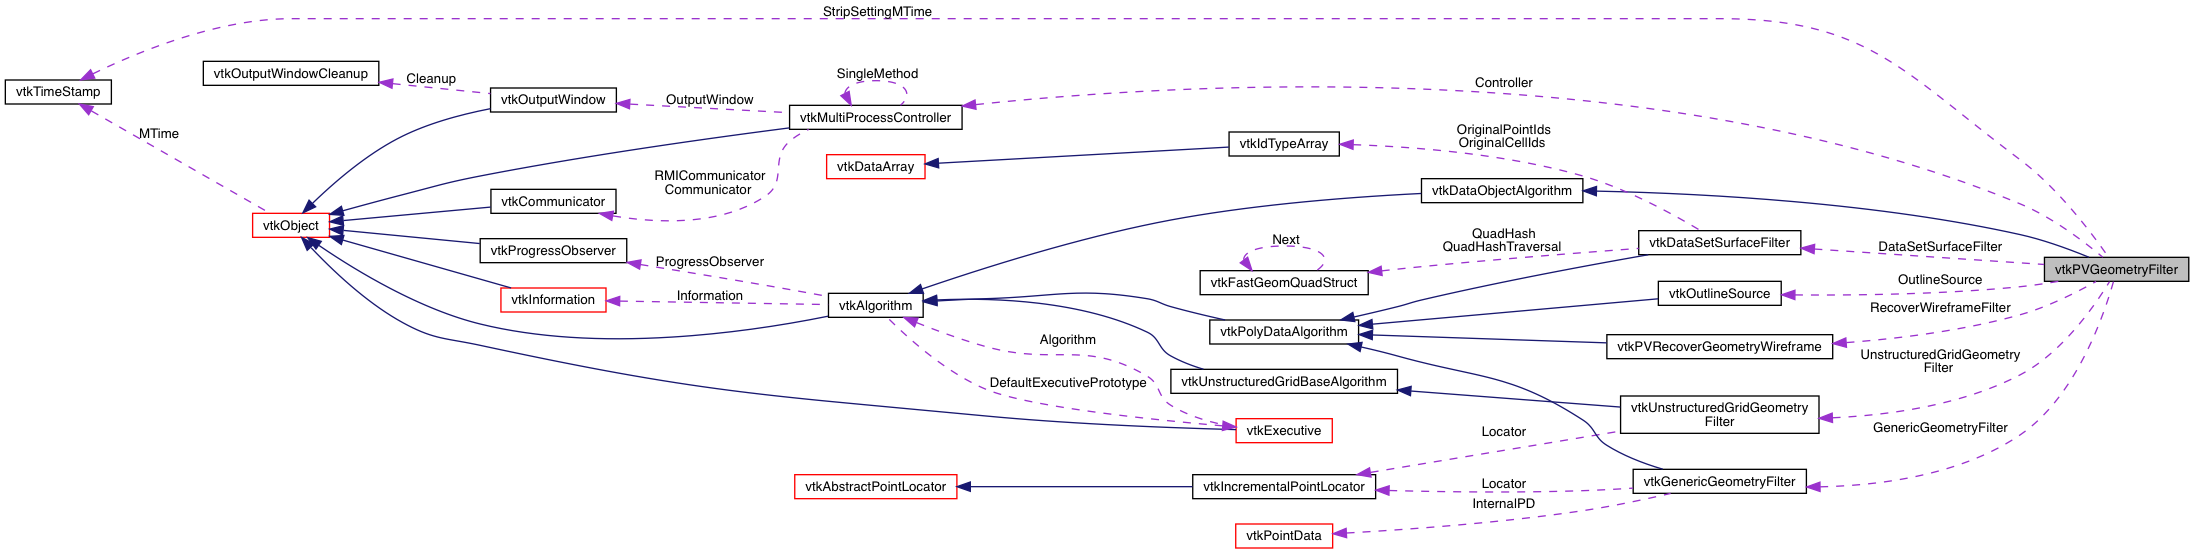 StripSettingMTime
vtkOutputWindowCleanup
Cleanup
SingleMethod
Controller
vtkTimeStamp
vtkOutputWindow
OutputWindow
vtkMultiProcessController
MTime
OriginalPointIds
OriginalCellIds
vtkIdTypeArray
vtkDataArray
RMICommunicator
Communicator
vtkDataObjectAlgorithm
vtkCommunicator
vtkObject
QuadHash
QuadHashTraversal
vtkDataSetSurfaceFilter
DataSetSurfaceFilter
Next
vtkProgressObserver
ProgressObserver
vtkPVGeometryFilter
vtkFastGeomQuadStruct
OutlineSource
vtkInformation
Information
vtkOutlineSource
vtkAlgorithm
RecoverWireframeFilter
vtkPolyDataAlgorithm
Algorithm
vtkPVRecoverGeometryWireframe
UnstructuredGridGeometry
Filter
DefaultExecutivePrototype
vtkUnstructuredGridBaseAlgorithm
vtkUnstructuredGridGeometry
Filter
vtkExecutive
Locator
GenericGeometryFilter
vtkAbstractPointLocator
vtkIncrementalPointLocator
Locator
vtkGenericGeometryFilter
InternalPD
vtkPointData